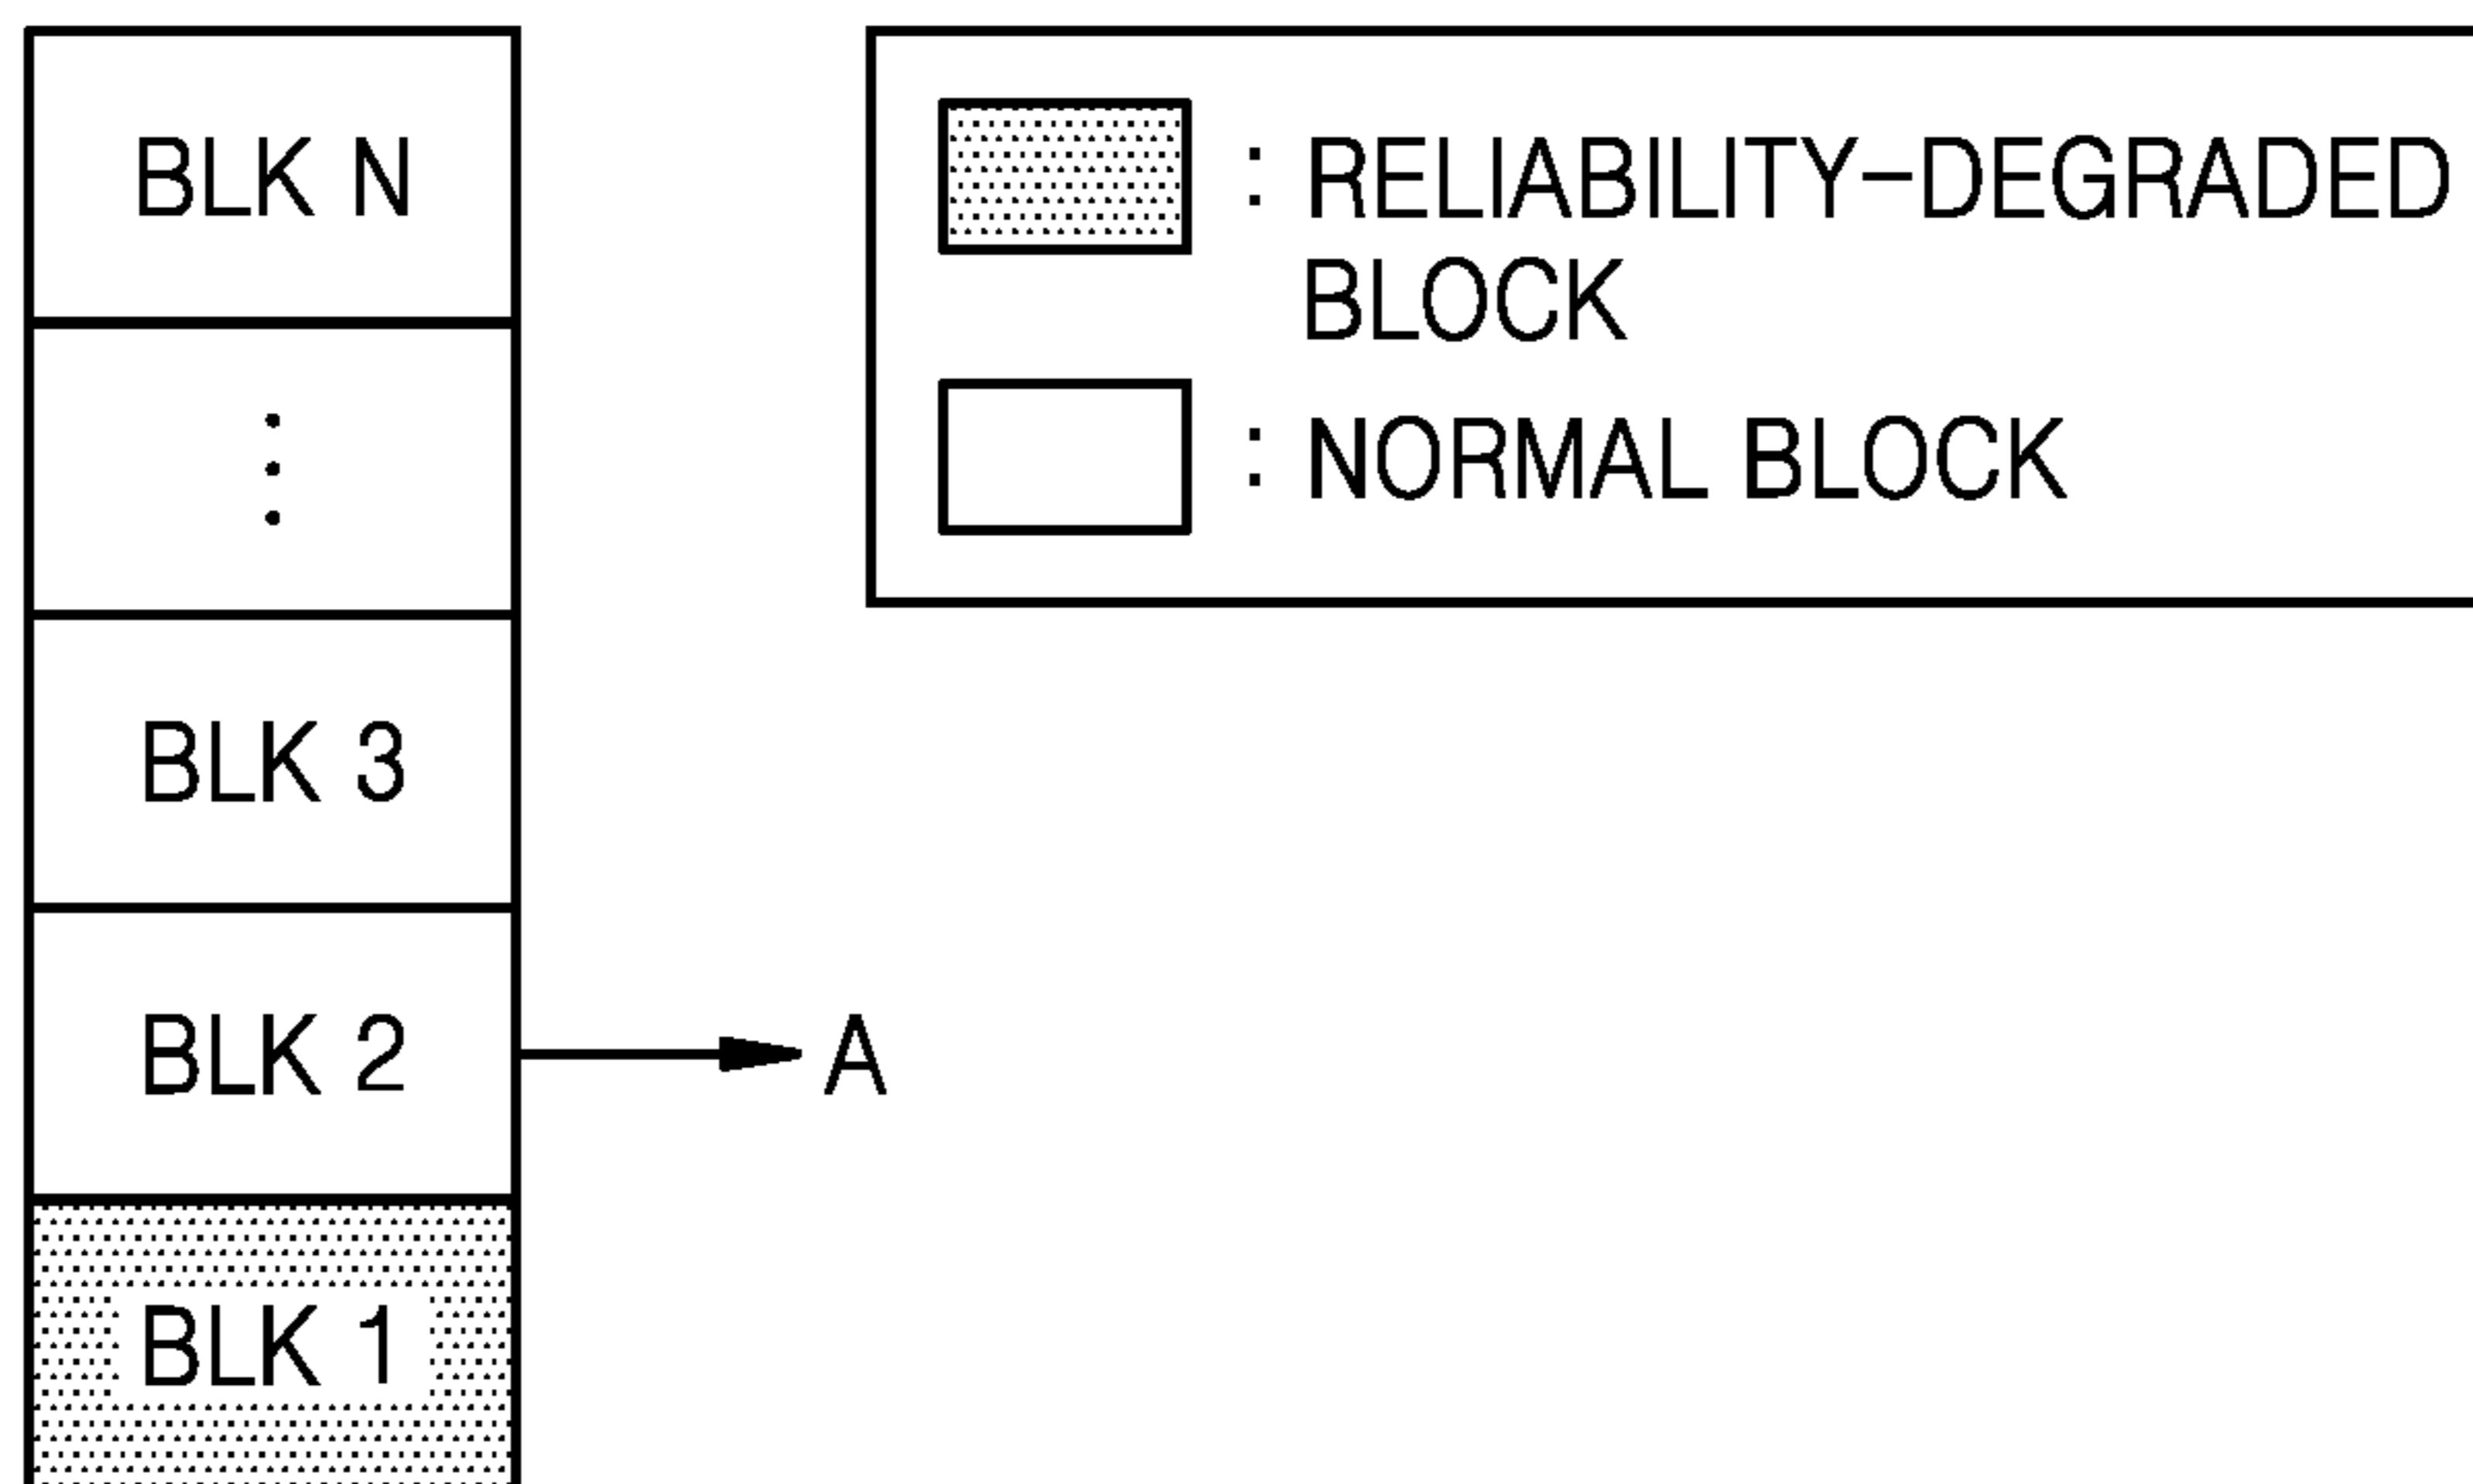 BLK N
BLK 3
BLK 2
A
BLK 1
: RELIABILITY-DEGRADED
BLOCK
: NORMAL BLOCK